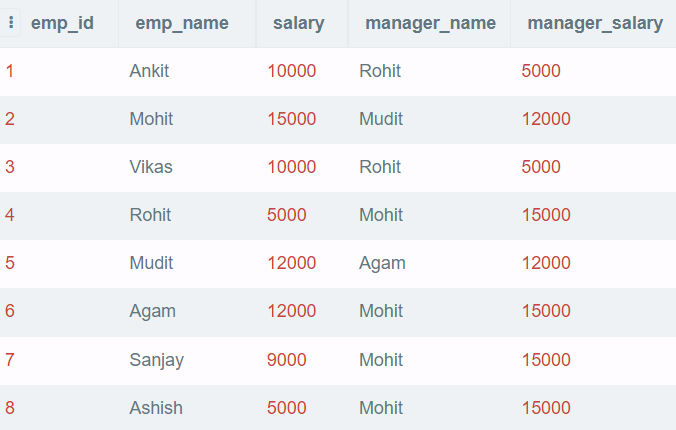 emp_id emp_name salary manager_name manager_salary
1 Ankit 10000 Rohit 5000
2 Mohit 15000 Mudit 12000
3 Vikas 10000 Rohit 5000
4 Rohit 5000 Mohit 15000
5 Mudit 12000 Agam 12000
6 Agam 12000 Mohit 15000
7 Sanjay 9000 Mohit 15000
8 Ashish 5000 Mohit 15000